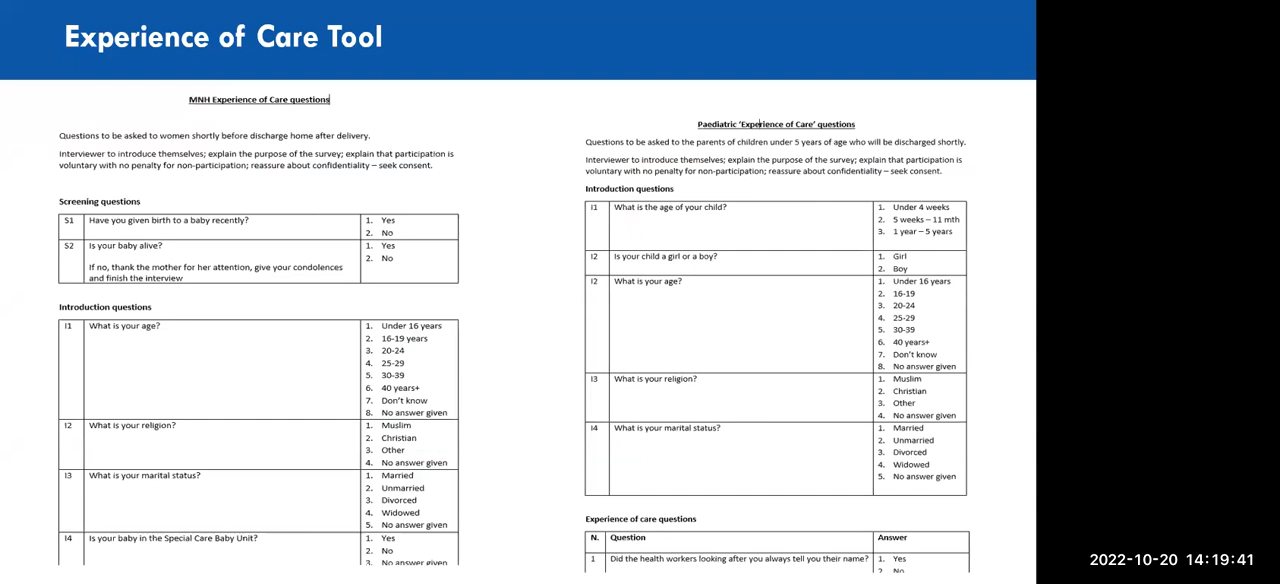 Experience of Care Tool
MNH Experience of Care questions
Questions to be asked to women shortly before discharge home after delivery.
Interviewer to introduce themselves; explain the purpose of the survey; explain that participation is
voluntary with no penalty for non-participation; reassure about confidentiality – seek consent.
Screening questions
S1 Have you given birth to a baby recently? 1. Yes
2. No
S2 Is your baby alive? 1. Yes
2. No
If no, thank the mother for her attention, give your condolences
and finish the interview
Introduction questions
I1 What is your age? 1. Under 16 years
2. 16-19 years
3. 20-24
4. 25-29
5. 30-39
6. 40 years+
7. Don't know
8. No answer given
I2 What is your religion? 1. Muslim
2. Christian
3. Other
4. No answer given
I3 What is your marital status? 1. Married
2. Unmarried
3. Divorced
4. Widowed
5. No answer given
I4 Is your baby in the Special Care Baby Unit? 1. Yes
2. No
3. No answer given
Paediatric 'Experience of Care' questions
Questions to be asked to the parents of children under 5 years of age who will be discharged shortly.
Interviewer to introduce themselves; explain the purpose of the survey; explain that participation is
voluntary with no penalty for non-participation; reassure about confidentiality – seek consent.
Introduction questions
I1 What is the age of your child? 1. Under 4 weeks
2. 5 weeks – 11 mth
3. 1 year – 5 years
I2 Is your child a girl or a boy? 1. Girl
2. Boy
I2 What is your age? 1. Under 16 years
2. 16-19
3. 20-24
4. 25-29
5. 30-39
6. 40 years+
7. Don't know
8. No answer given
I3 What is your religion? 1. Muslim
2. Christian
3. Other
4. No answer given
I4 What is your marital status? 1. Married
2. Unmarried
3. Divorced
4. Widowed
5. No answer given
Experience of care questions
N. Question Answer
1 Did the health workers looking after you always tell you their name? 1. Yes
2. No
2022-10-20 14:19:41